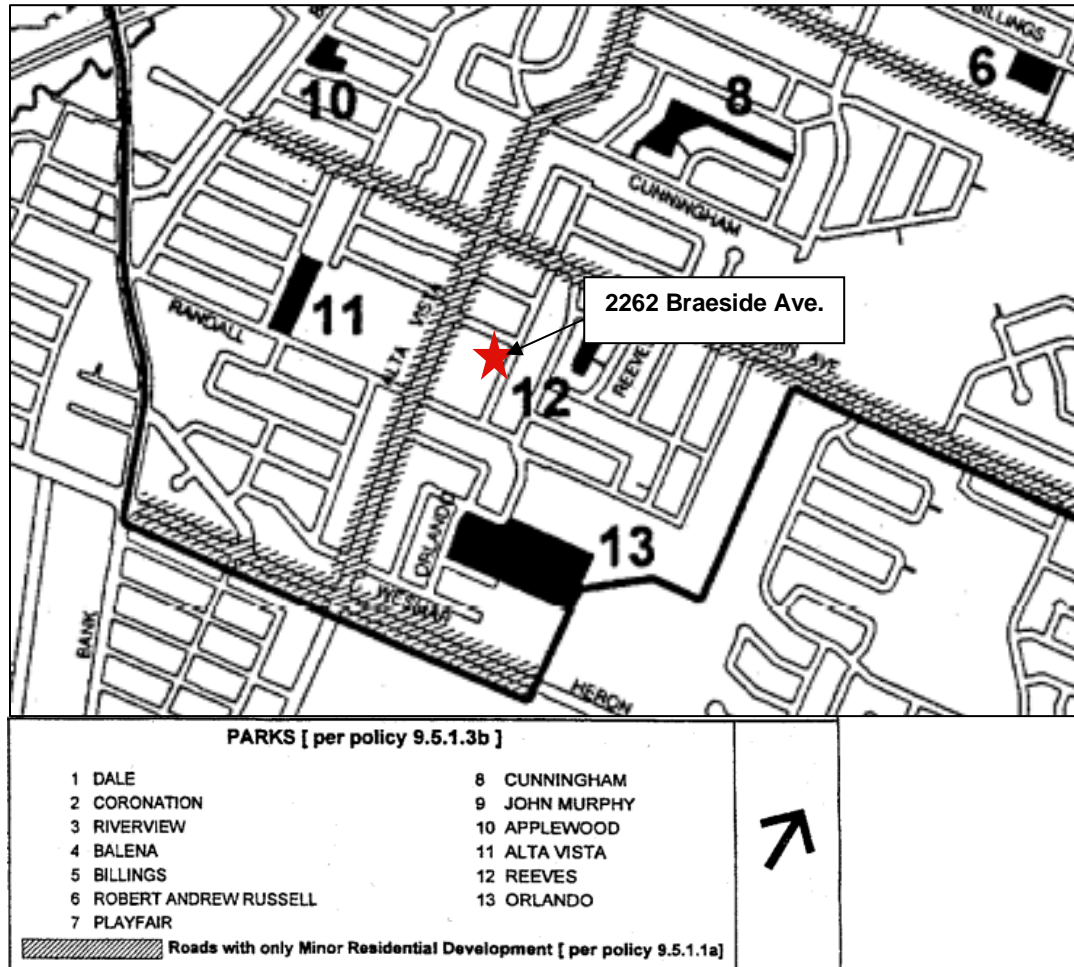 BILLINGS
6
10
8
CUNNINGHAM
2262 Braeside Ave.
RANDALL
11
ALTA VISTA
REEVES
AVE
12
ORLANDO
13
BANK
HERON
PARKS [ per policy 9.5.1.3b ]
1 DALE
2 CORONATION
3 RIVERVIEW
4 BALENA
5 BILLINGS
6 ROBERT ANDREW RUSSELL
7 PLAYFAIR
8 CUNNINGHAM
9 JOHN MURPHY
10 APPLEWOOD
11 ALTA VISTA
12 REEVES
13 ORLANDO
Roads with only Minor Residential Development [ per policy 9.5.1.1a]